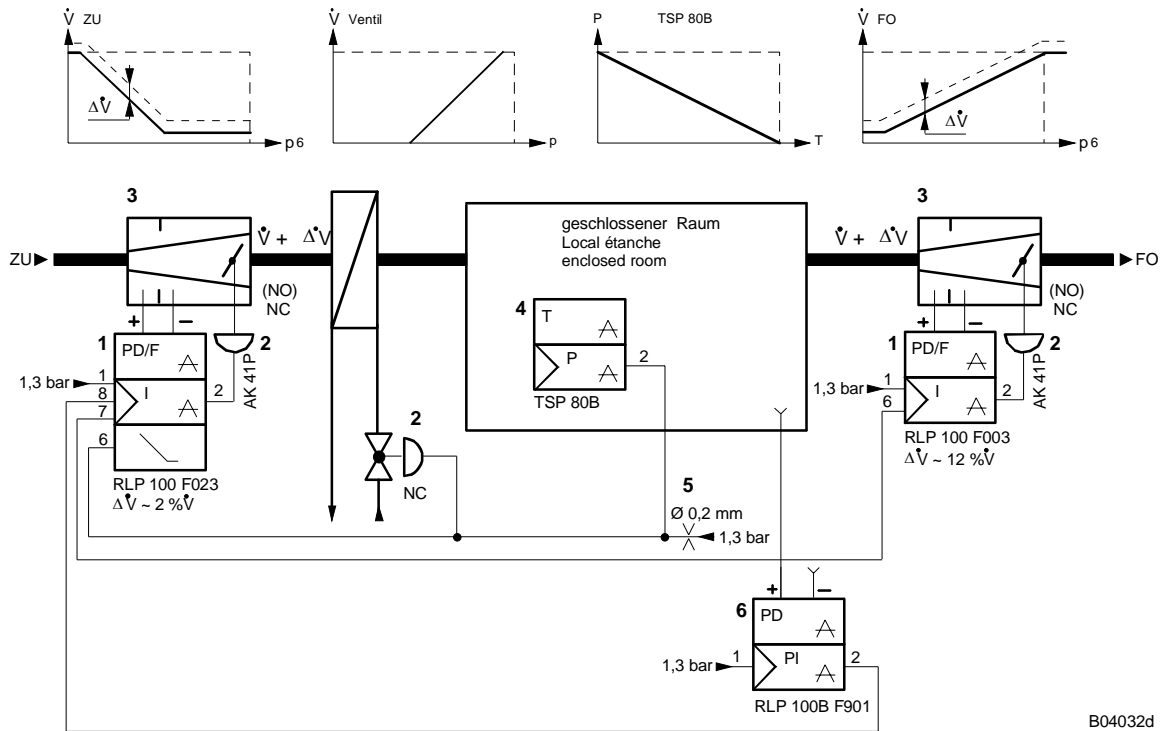 V̇ ZU
ΔV̇
p6
V̇ Ventil
p
P TSP 80B
T
V̇ FO
ΔV̇
p6
3
V̇ + ΔV̇
ZU
(NO)
NC
+ −
1
PD/F
2
AK 41P
1,3 bar
1
8
7
6
I
2
RLP 100 F023
ΔV̇ ~ 2 %V̇
2
NC
geschlossener Raum
Local étanche
enclosed room
4
T
P
2
TSP 80B
5
Ø 0,2 mm
1,3 bar
3
V̇ + ΔV̇
FO
(NO)
NC
+ −
1
PD/F
2
AK 41P
1,3 bar
1
6
I
2
RLP 100 F003
ΔV̇ ~ 12 %V̇
+ −
6
PD
1,3 bar
1
PI
2
RLP 100B F901
B04032d